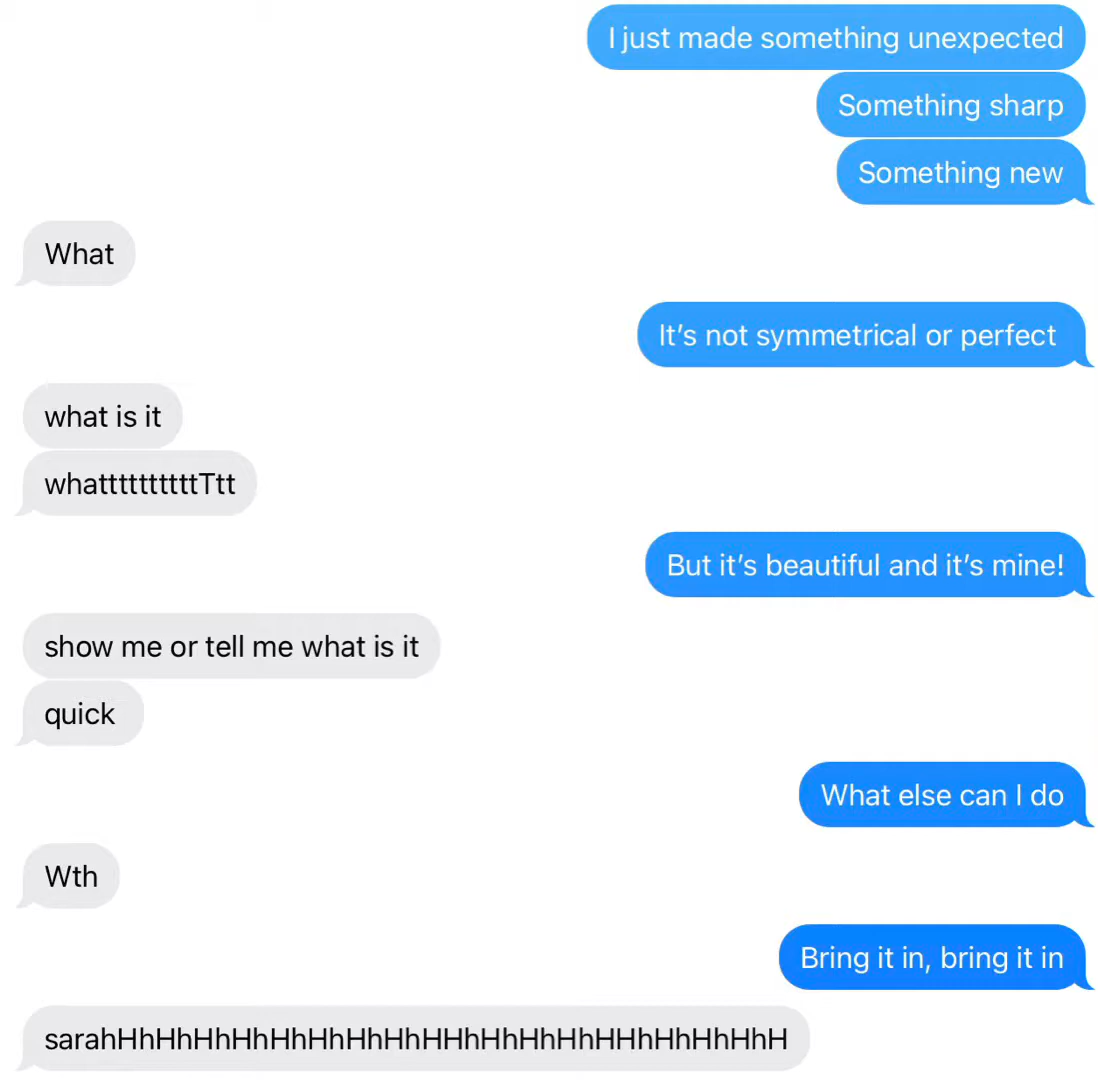 I just made something unexpected
Something sharp
Something new
What
It’s not symmetrical or perfect
what is it
whatttttttttttTtt
But it’s beautiful and it’s mine!
show me or tell me what is it
quick
What else can I do
Wth
Bring it in, bring it in
sarahHhHhHhHhHhHhHhHhHHhHhHhHhHHhHhHhHhH